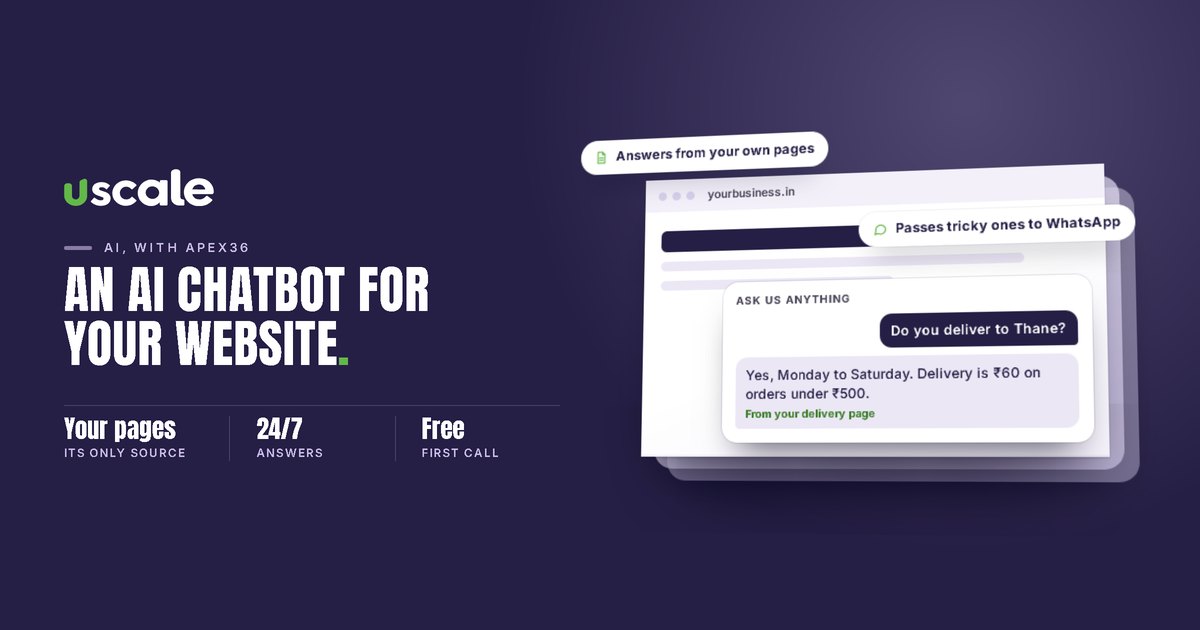 uscale
AI, WITH APEX36
AN AI CHATBOT FOR
YOUR WEBSITE.
Your pages
ITS ONLY SOURCE
24/7
ANSWERS
Free
FIRST CALL
Answers from your own pages
yourbusiness.in
Passes tricky ones to WhatsApp
ASK US ANYTHING
Do you deliver to Thane?
Yes, Monday to Saturday. Delivery is ₹60 on
orders under ₹500.
From your delivery page